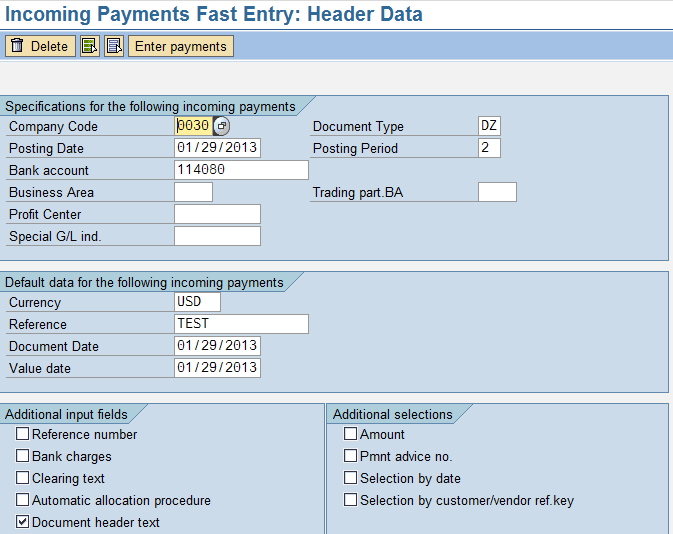 Incoming Payments Fast Entry: Header Data
Delete Enter payments
Specifications for the following incoming payments
Company Code 0030 Document Type DZ
Posting Date 01/29/2013 Posting Period 2
Bank account 114080
Business Area Trading part.BA
Profit Center
Special G/L ind.
Default data for the following incoming payments
Currency USD
Reference TEST
Document Date 01/29/2013
Value date 01/29/2013
Additional input fields Additional selections
Reference number Amount
Bank charges Pmnt advice no.
Clearing text Selection by date
Automatic allocation procedure Selection by customer/vendor ref.key
Document header text